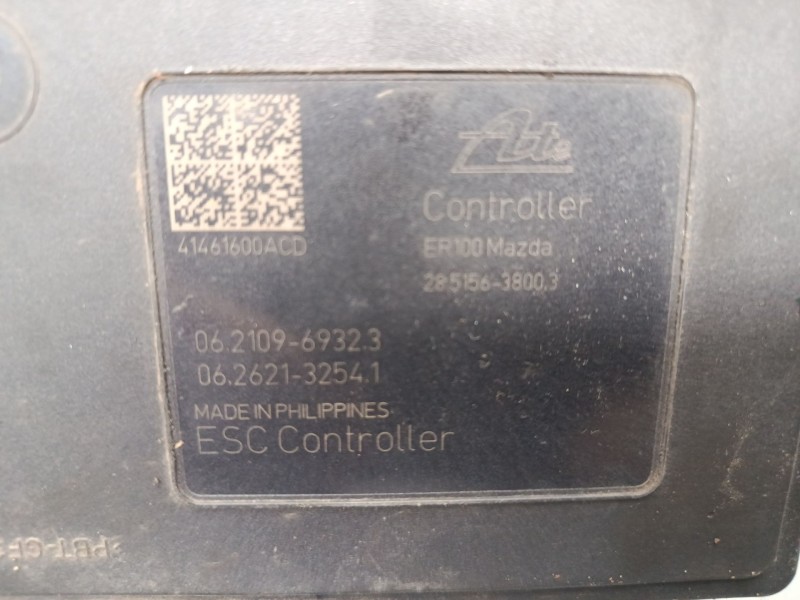 Ate
Controller
41461600ACD
ER100 Mazda
28.5156-3800.3
06.2109-6932.3
06.2621-3254.1
MADE IN PHILIPPINES
ESC Controller